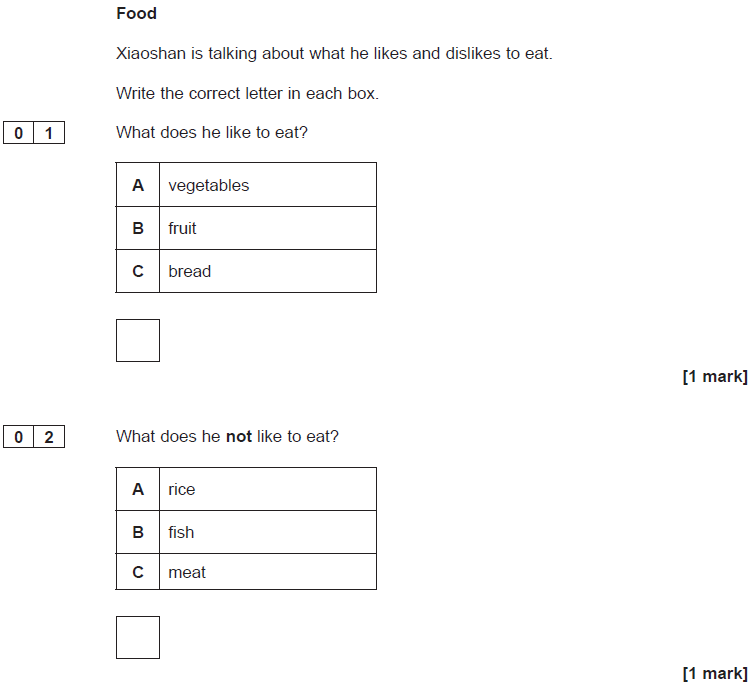 Food
Xiaoshan is talking about what he likes and dislikes to eat.
Write the correct letter in each box.
0 1 What does he like to eat?
A vegetables
B fruit
C bread
[1 mark]
0 2 What does he not like to eat?
A rice
B fish
C meat
[1 mark]